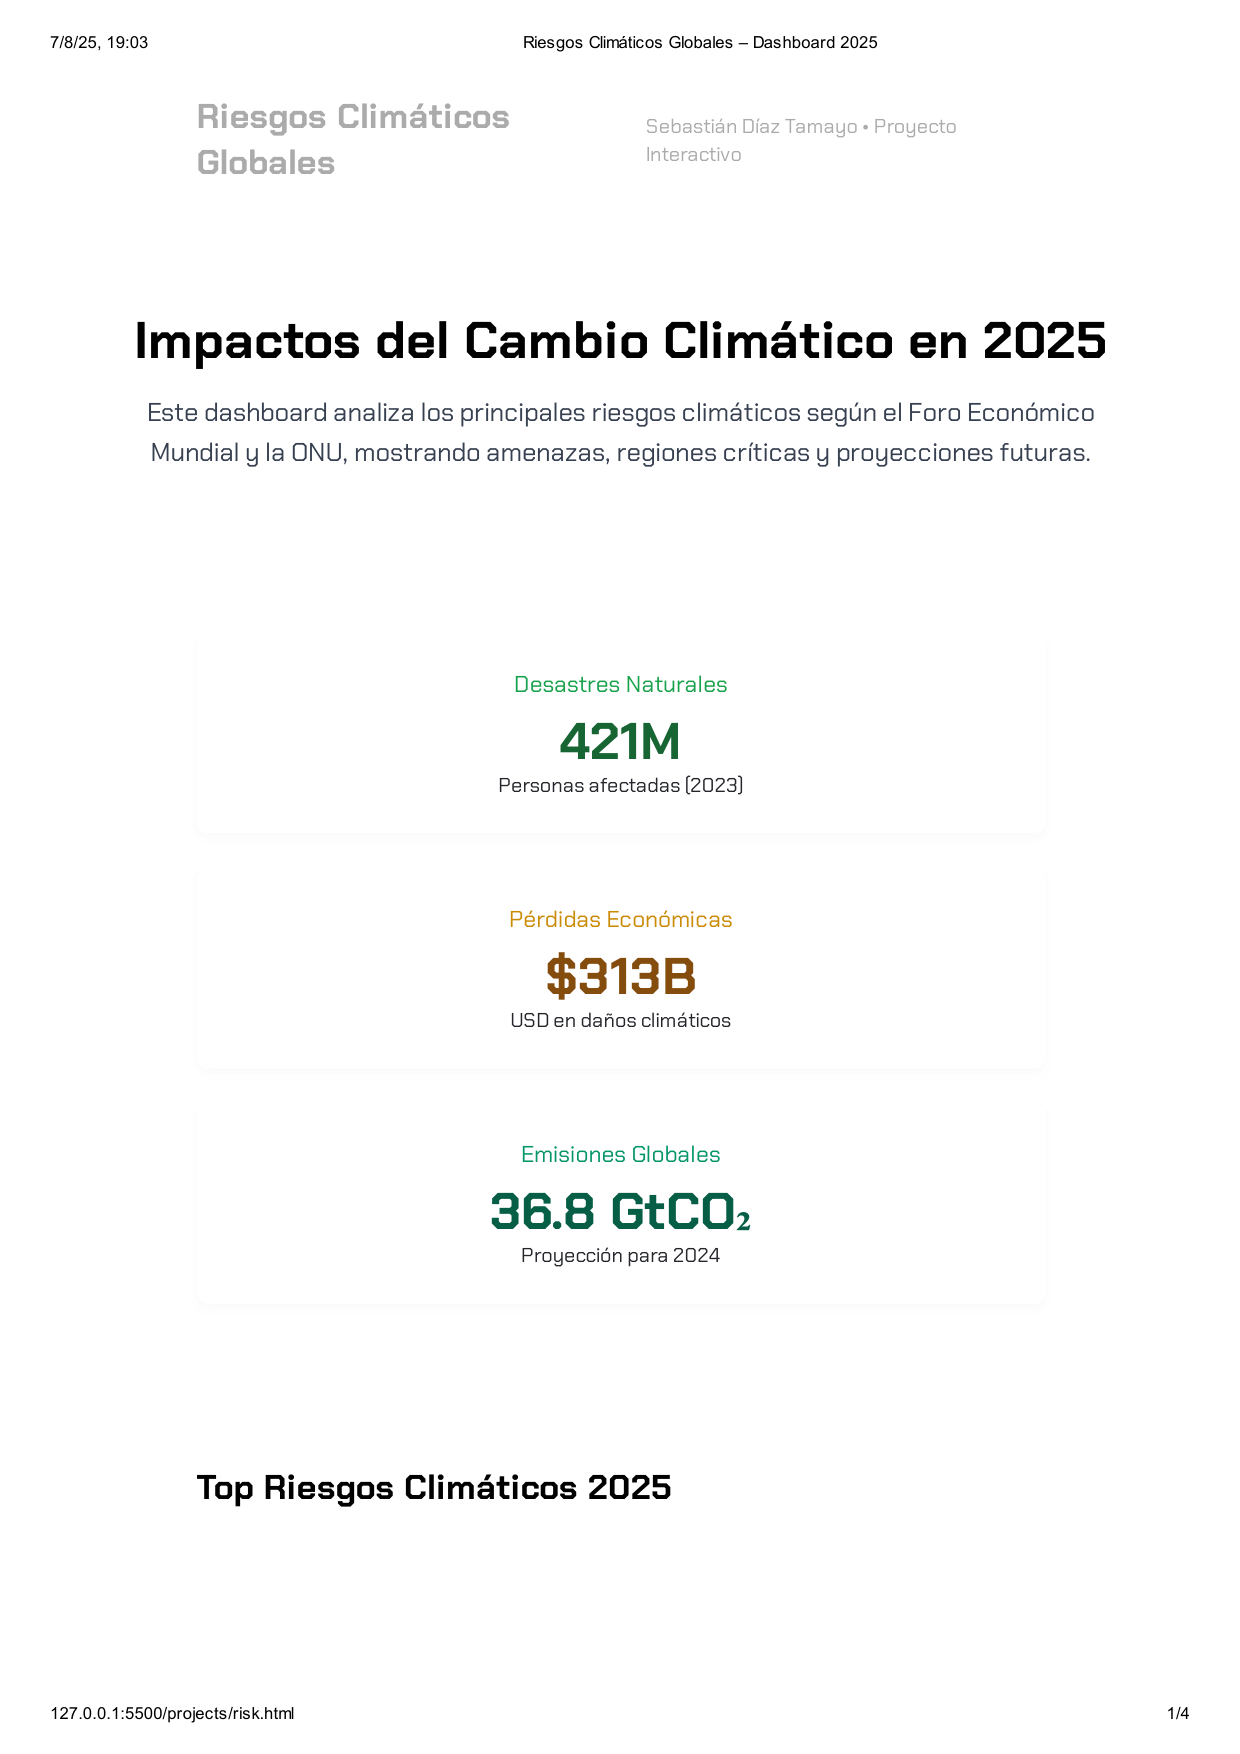 7/8/25, 19:03
Riesgos Climáticos Globales – Dashboard 2025
Riesgos Climáticos
Globales
Sebastián Díaz Tamayo • Proyecto
Interactivo
Impactos del Cambio Climático en 2025
Este dashboard analiza los principales riesgos climáticos según el Foro Económico
Mundial y la ONU, mostrando amenazas, regiones críticas y proyecciones futuras.
Desastres Naturales
421M
Personas afectadas (2023)
Pérdidas Económicas
$313B
USD en daños climáticos
Emisiones Globales
36.8 GtCO₂
Proyección para 2024
Top Riesgos Climáticos 2025
127.0.0.1:5500/projects/risk.html
1/4